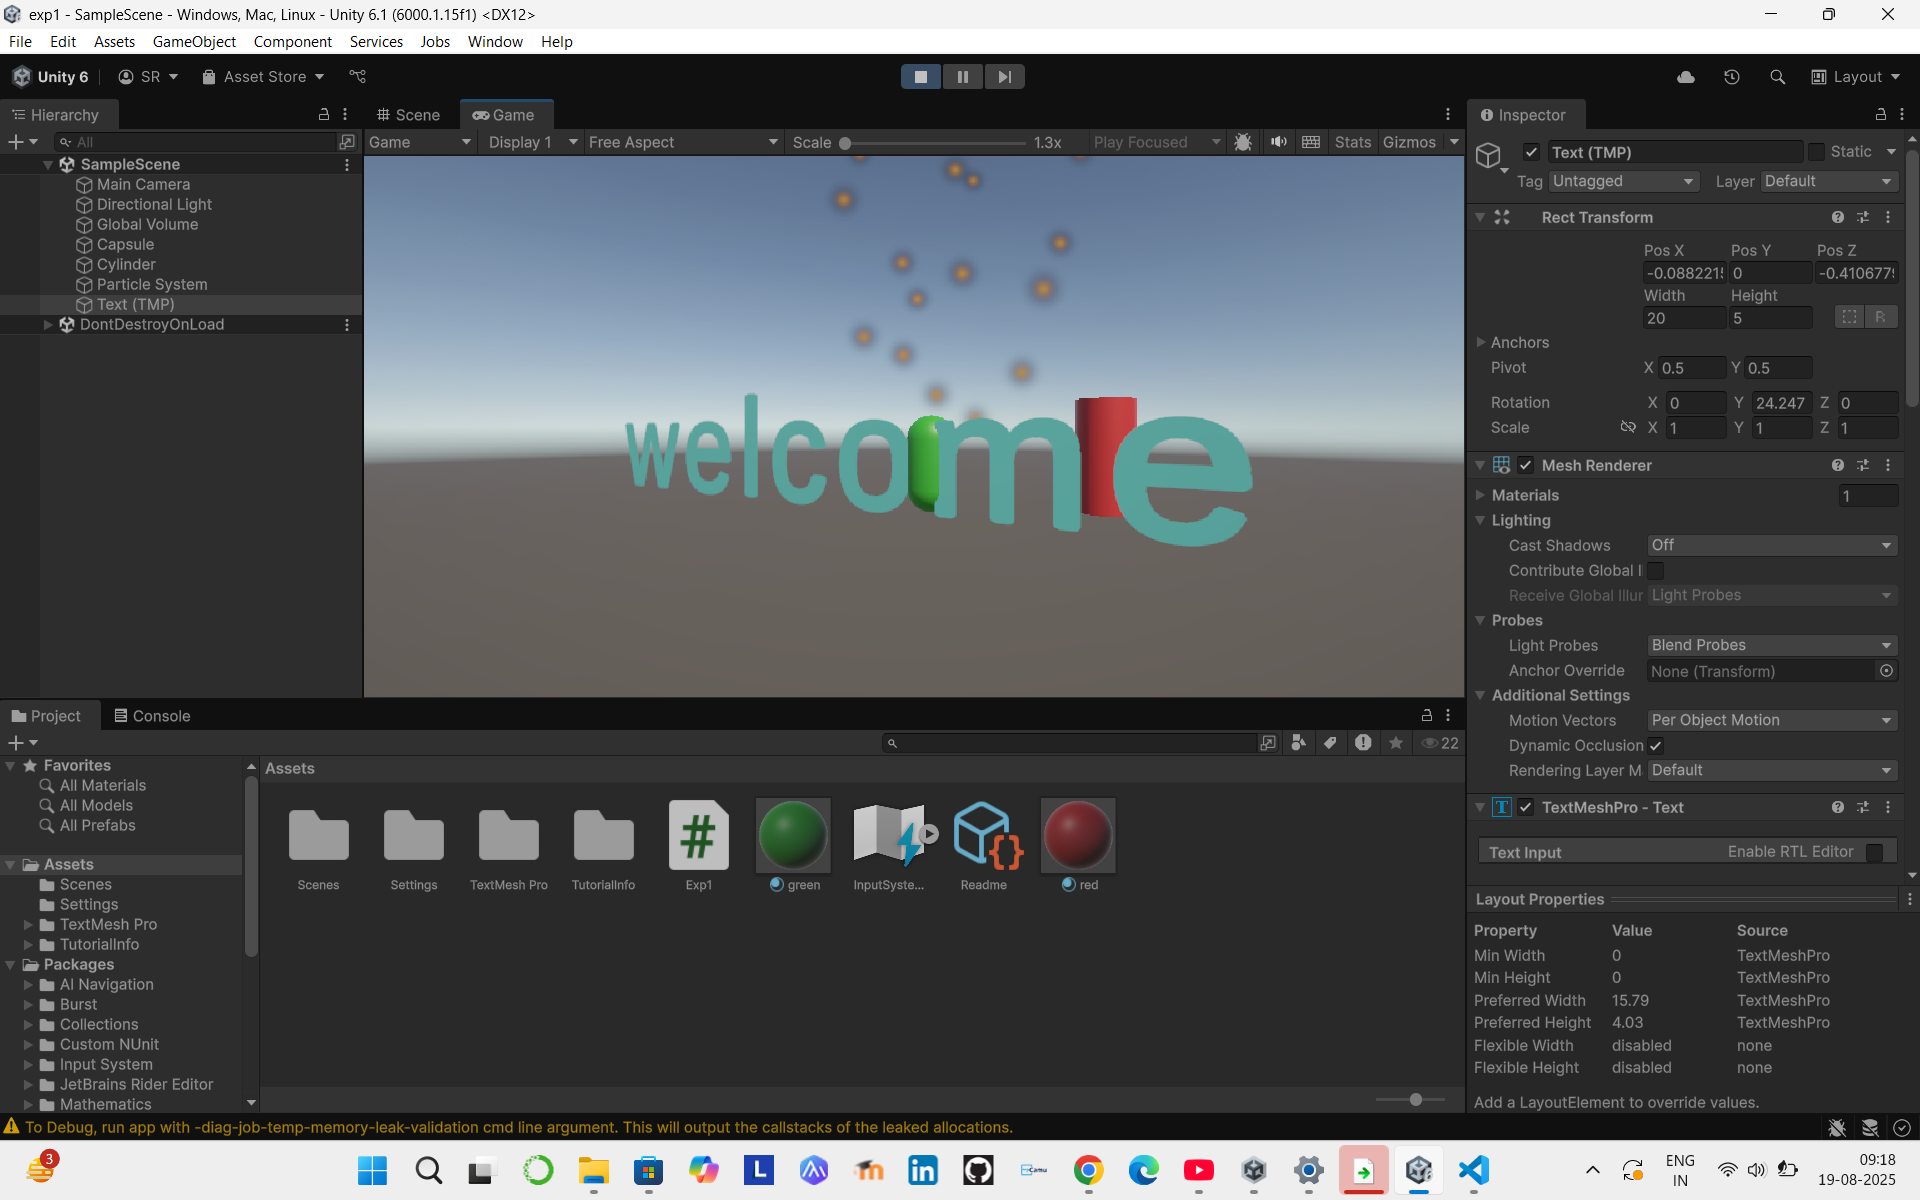 exp1 - SampleScene - Windows, Mac, Linux - Unity 6.1 (6000.1.15f1) <DX12>
File Edit Assets GameObject Component Services Jobs Window Help
Unity 6 SR Asset Store Layout
Hierarchy
All
SampleScene
Main Camera
Directional Light
Global Volume
Capsule
Cylinder
Particle System
Text (TMP)
DontDestroyOnLoad
Scene Game
Game Display 1 Free Aspect Scale 1.3x Play Focused Stats Gizmos
welcome
Inspector
Text (TMP) Static
Tag Untagged Layer Default
Rect Transform
Pos X Pos Y Pos Z
-0.088221 0 -0.410677
Width Height
20 5 R
Anchors
Pivot X 0.5 Y 0.5
Rotation X 0 Y 24.247 Z 0
Scale X 1 Y 1 Z 1
Mesh Renderer
Materials 1
Lighting
Cast Shadows Off
Contribute Global I
Receive Global Illur Light Probes
Probes
Light Probes Blend Probes
Anchor Override None (Transform)
Additional Settings
Motion Vectors Per Object Motion
Dynamic Occlusion
Rendering Layer M Default
T TextMeshPro - Text
Text Input Enable RTL Editor
Layout Properties
Property Value Source
Min Width 0 TextMeshPro
Min Height 0 TextMeshPro
Preferred Width 15.79 TextMeshPro
Preferred Height 4.03 TextMeshPro
Flexible Width disabled none
Flexible Height disabled none
Add a LayoutElement to override values.
Project Console
22
Favorites
All Materials
All Models
All Prefabs
Assets
Scenes
Settings
TextMesh Pro
TutorialInfo
Packages
AI Navigation
Burst
Collections
Custom NUnit
Input System
JetBrains Rider Editor
Mathematics
Assets
#
{}
Scenes Settings TextMesh Pro TutorialInfo Exp1 green InputSyste... Readme red
To Debug, run app with -diag-job-temp-memory-leak-validation cmd line argument. This will output the callstacks of the leaked allocations.
3
L
in
Camu
ENG
IN
09:18
19-08-2025